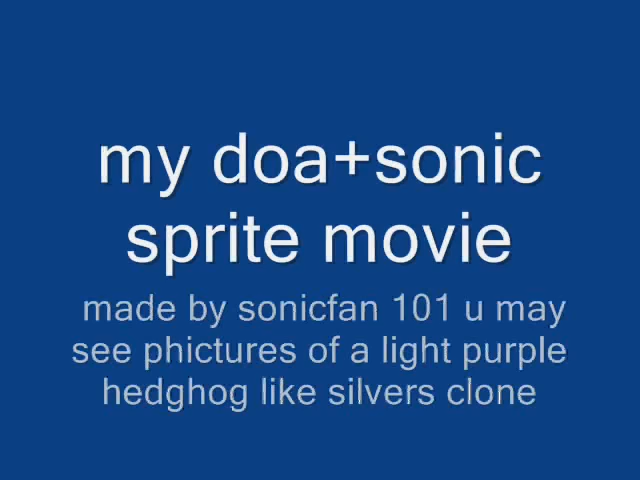 my doa+sonic
sprite movie
made by sonicfan 101 u may
see phictures of a light purple
hedghog like silvers clone